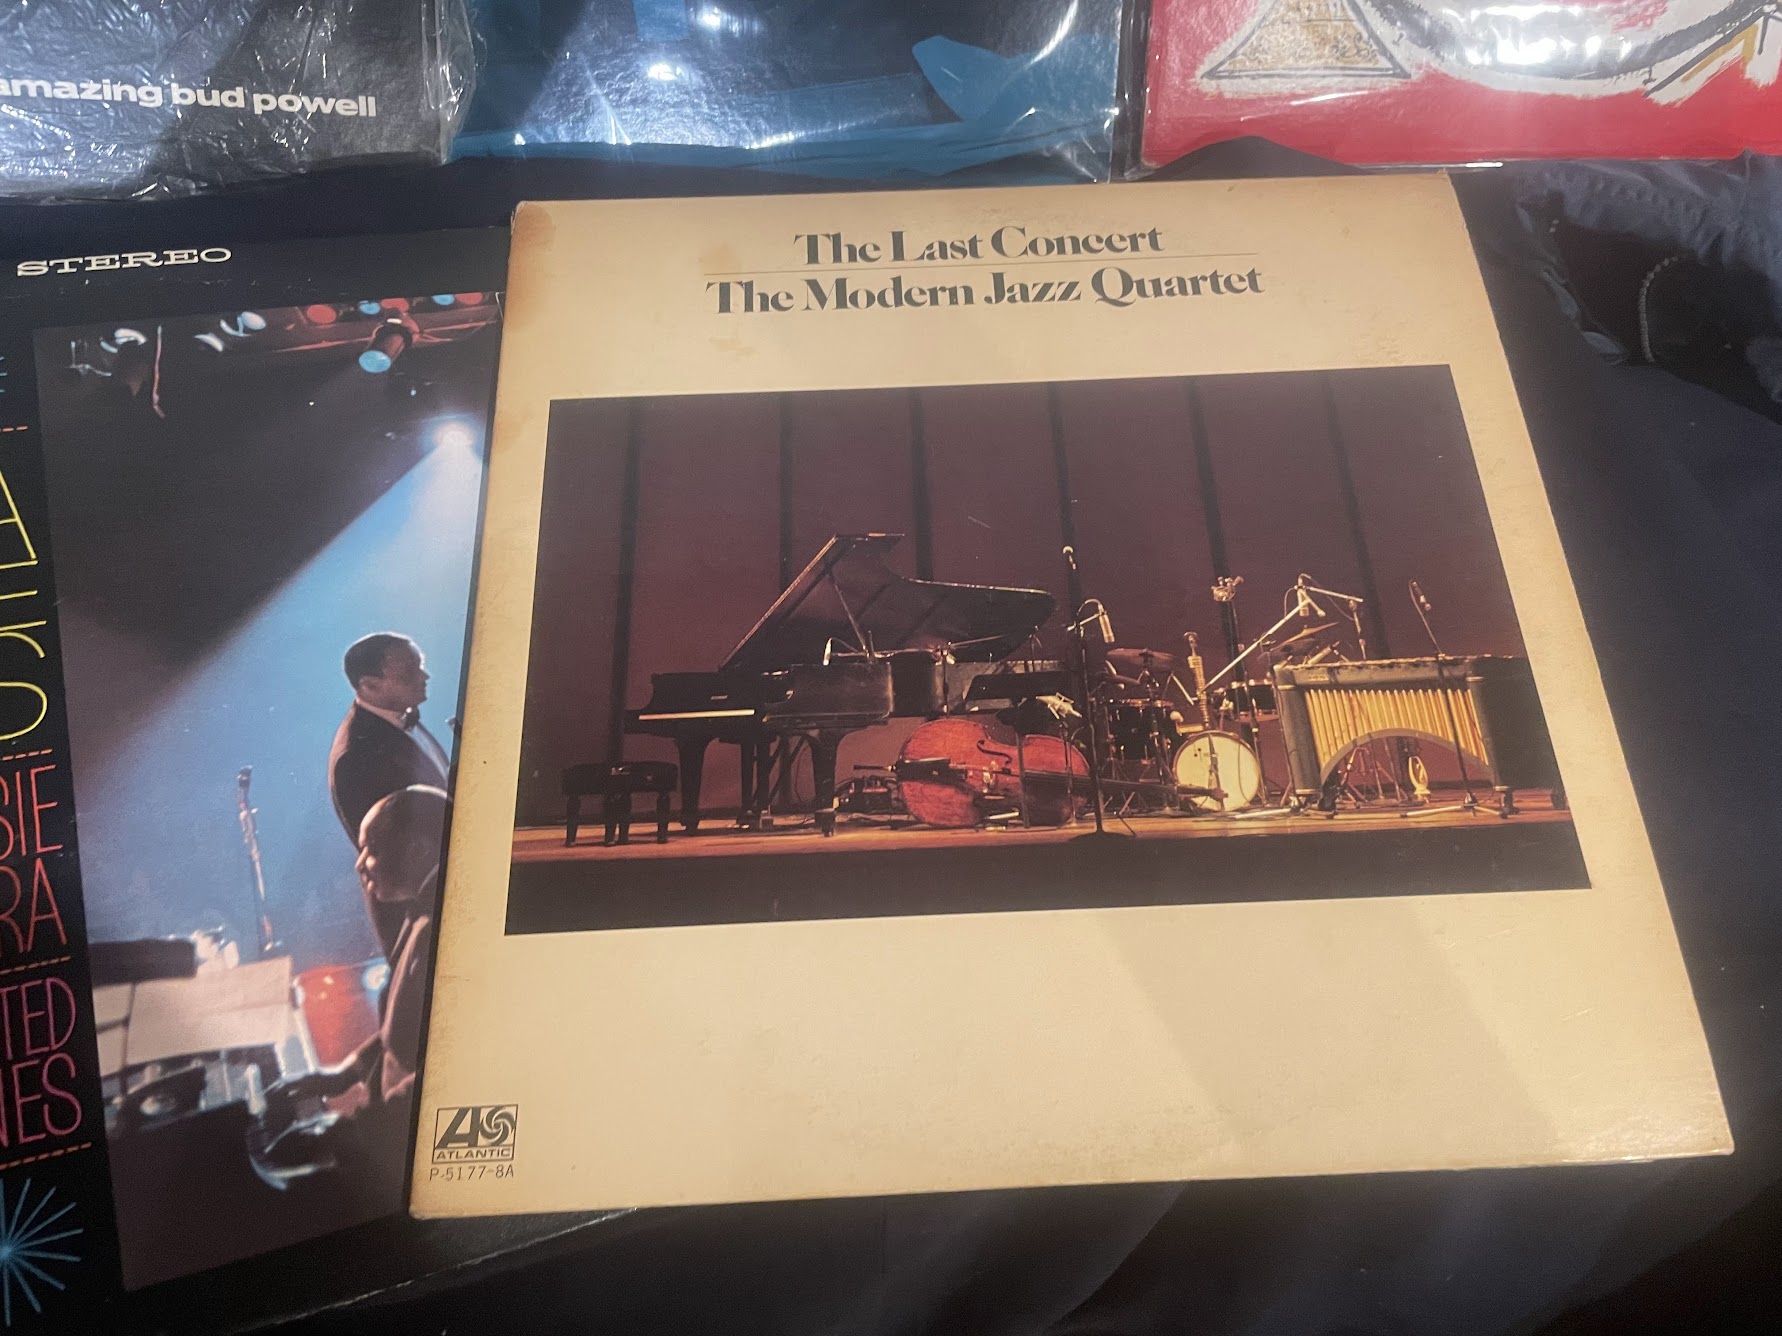 amazing bud powell
STEREO
The Last Concert
The Modern Jazz Quartet
ATLANTIC
P-5177-8A